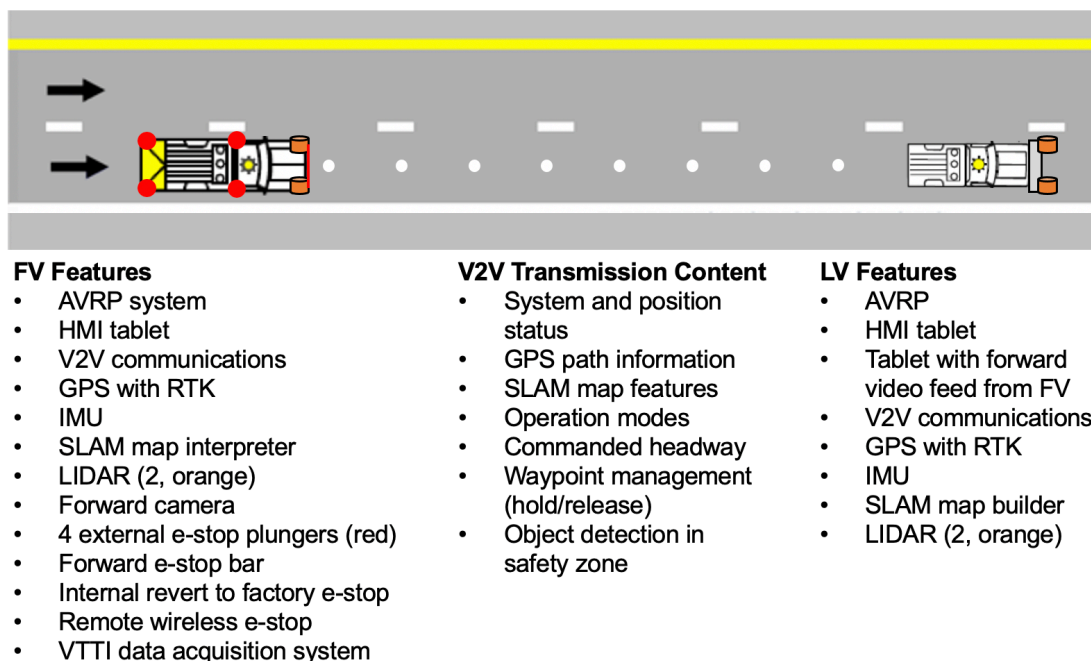 FV Features
• AVRP system
• HMI tablet
• V2V communications
• GPS with RTK
• IMU
• SLAM map interpreter
• LIDAR (2, orange)
• Forward camera
• 4 external e-stop plungers (red)
• Forward e-stop bar
• Internal revert to factory e-stop
• Remote wireless e-stop
• VTTI data acquisition system
V2V Transmission Content
• System and position
status
• GPS path information
• SLAM map features
• Operation modes
• Commanded headway
• Waypoint management
(hold/release)
• Object detection in
safety zone
LV Features
• AVRP
• HMI tablet
• Tablet with forward
video feed from FV
• V2V communications
• GPS with RTK
• IMU
• SLAM map builder
• LIDAR (2, orange)